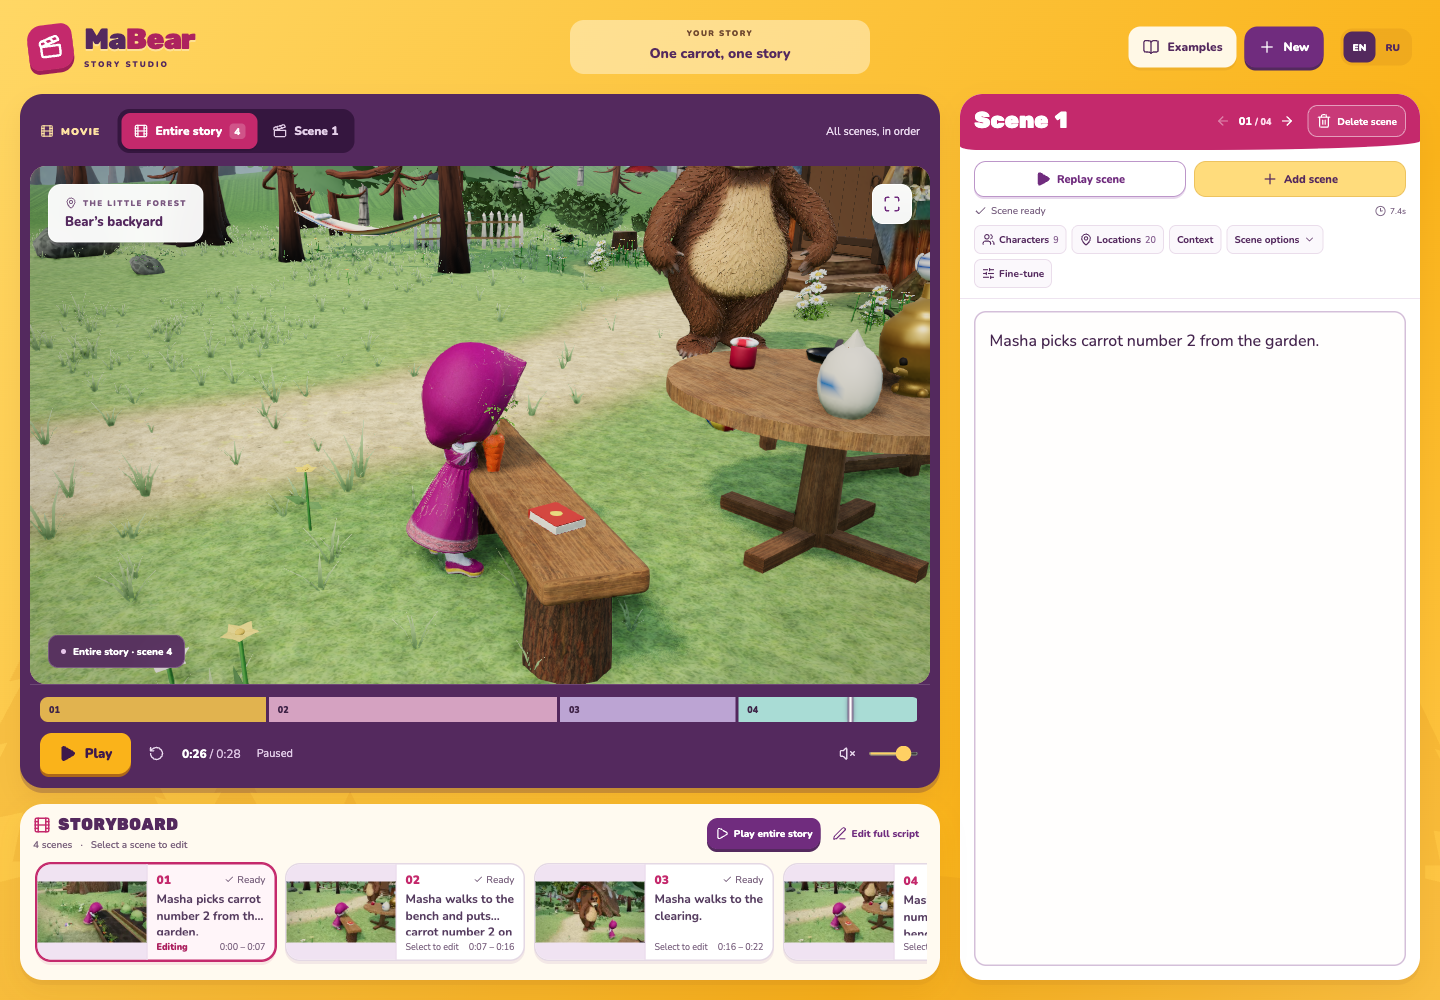 MaBear
STORY STUDIO
YOUR STORY
One carrot, one story
Examples
New
EN
RU
MOVIE
Entire story 4
Scene 1
All scenes, in order
THE LITTLE FOREST
Bear's backyard
Entire story · scene 4
01
02
03
04
Play
0:26 / 0:28
Paused
STORYBOARD
4 scenes · Select a scene to edit
Play entire story
Edit full script
01
Ready
Masha picks carrot
number 2 from th...
garden.
Editing
0:00 – 0:07
02
Ready
Masha walks to the
bench and puts...
carrot number 2 on
Select to edit
0:07 – 0:16
03
Ready
Masha walks to the
clearing.
Select to edit
0:16 – 0:22
04
Mas
num
Select
Scene 1
01 / 04
Delete scene
Replay scene
Add scene
Scene ready
7.4s
Characters 9
Locations 20
Context
Scene options
Fine-tune
Masha picks carrot number 2 from the garden.